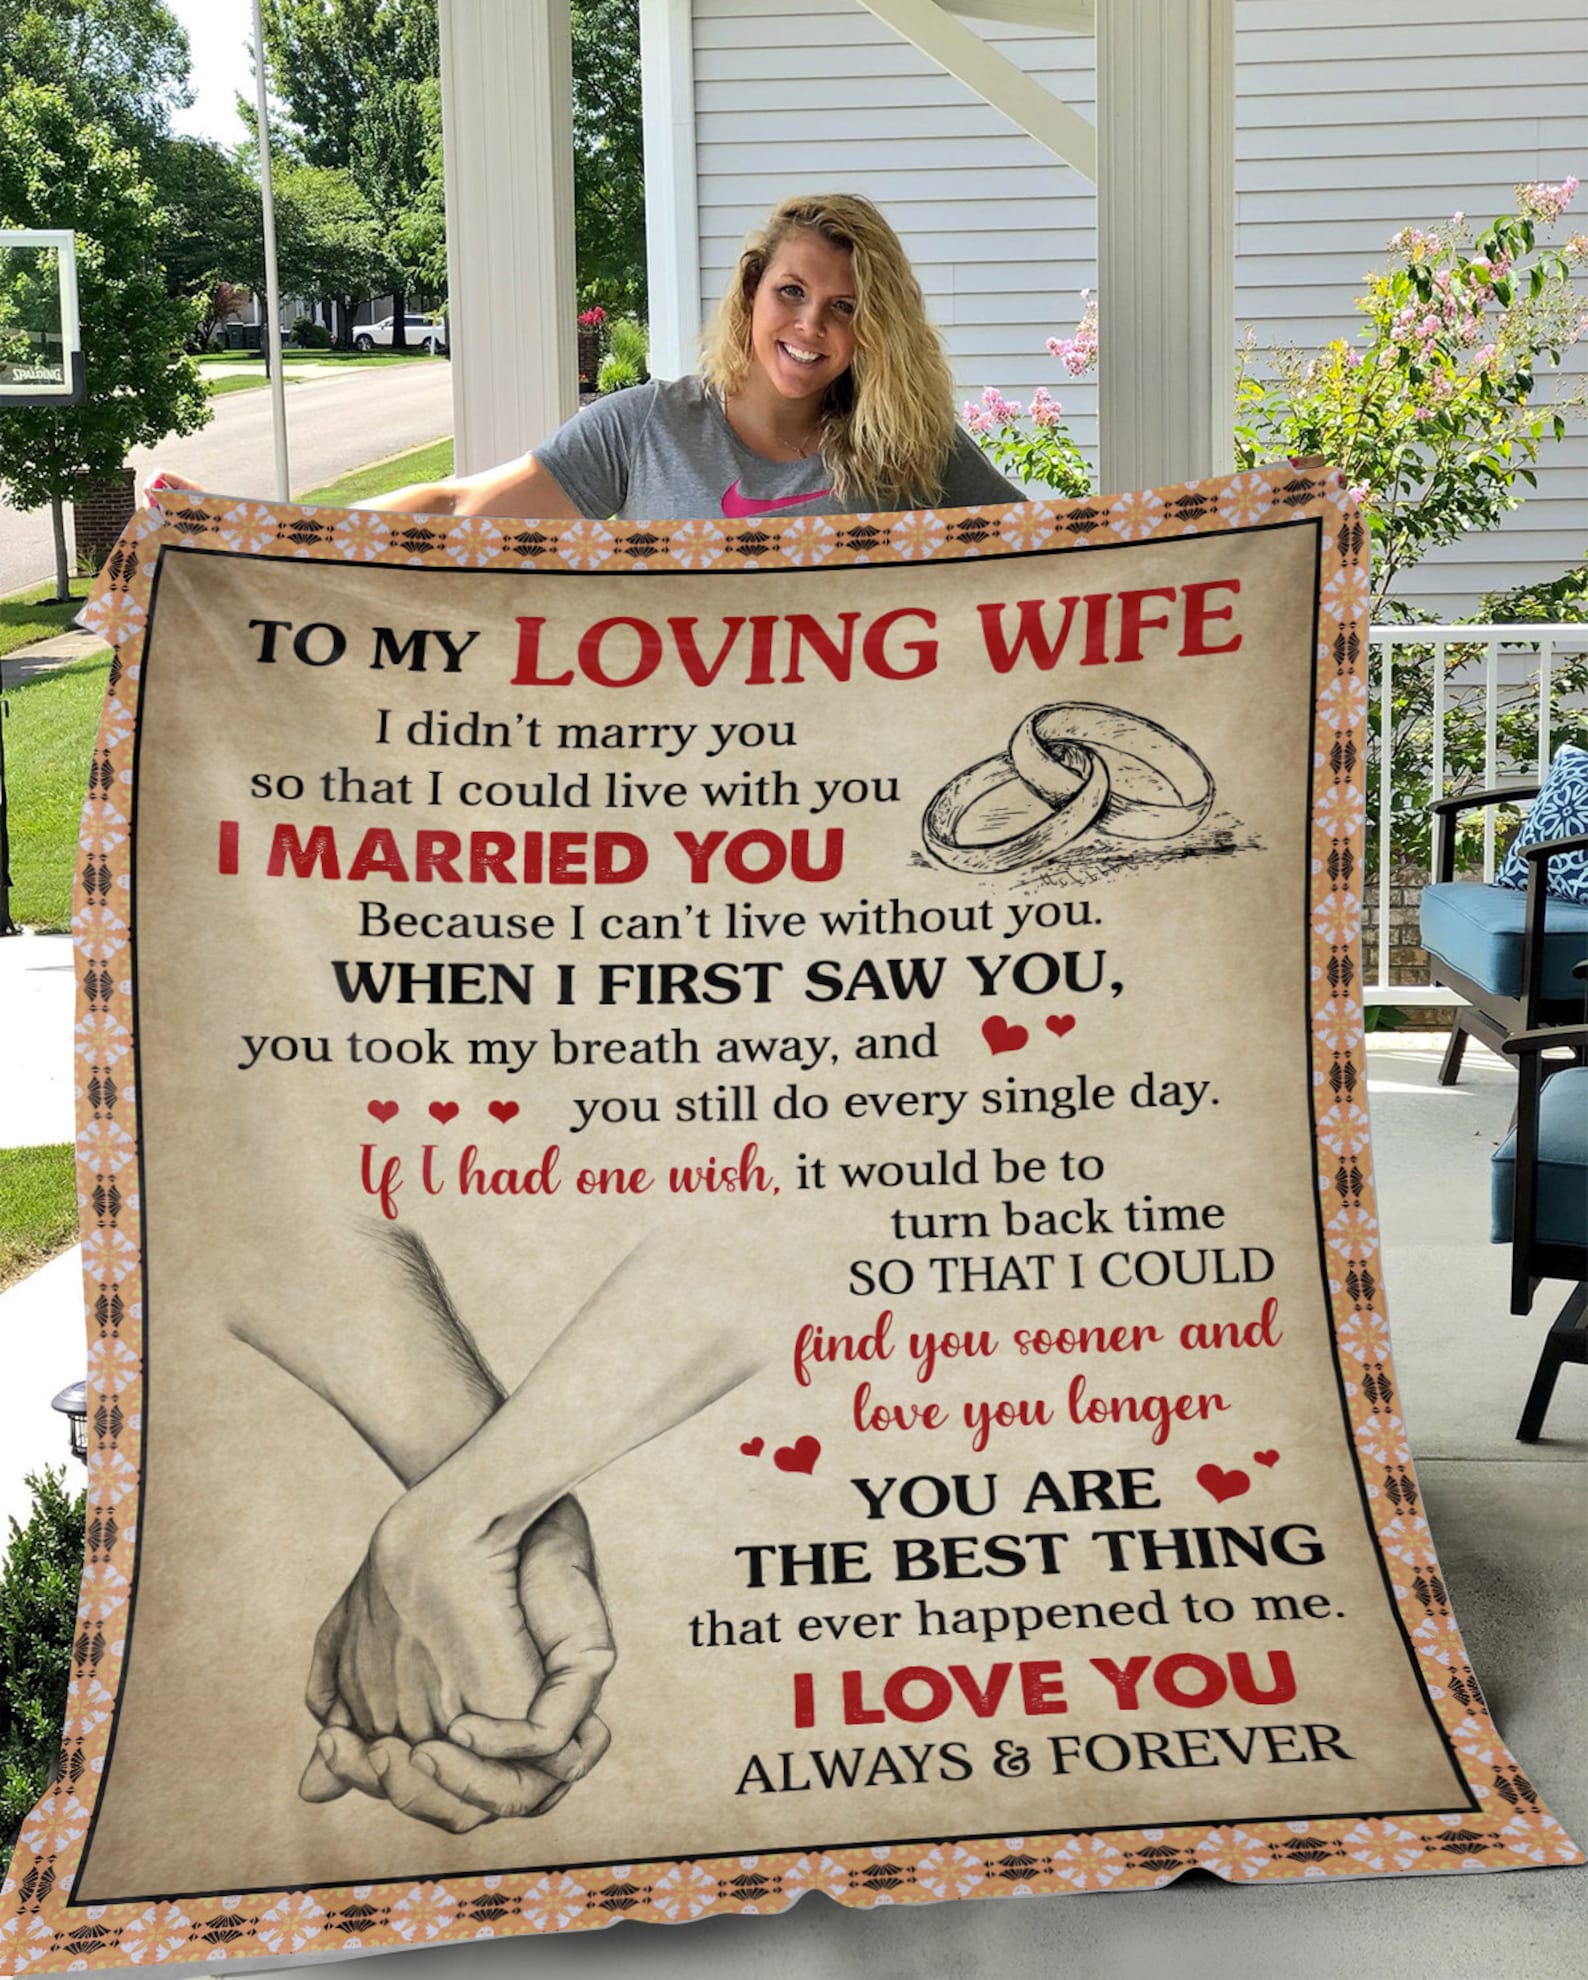 SPALDING
TO MY LOVING WIFE
I didn't marry you
so that I could live with you
I MARRIED YOU
Because I can't live without you.
WHEN I FIRST SAW YOU,
you took my breath away, and
you still do every single day.
If I had one wish, it would be to
turn back time
SO THAT I COULD
find you sooner and
love you longer
YOU ARE
THE BEST THING
that ever happened to me.
I LOVE YOU
ALWAYS & FOREVER